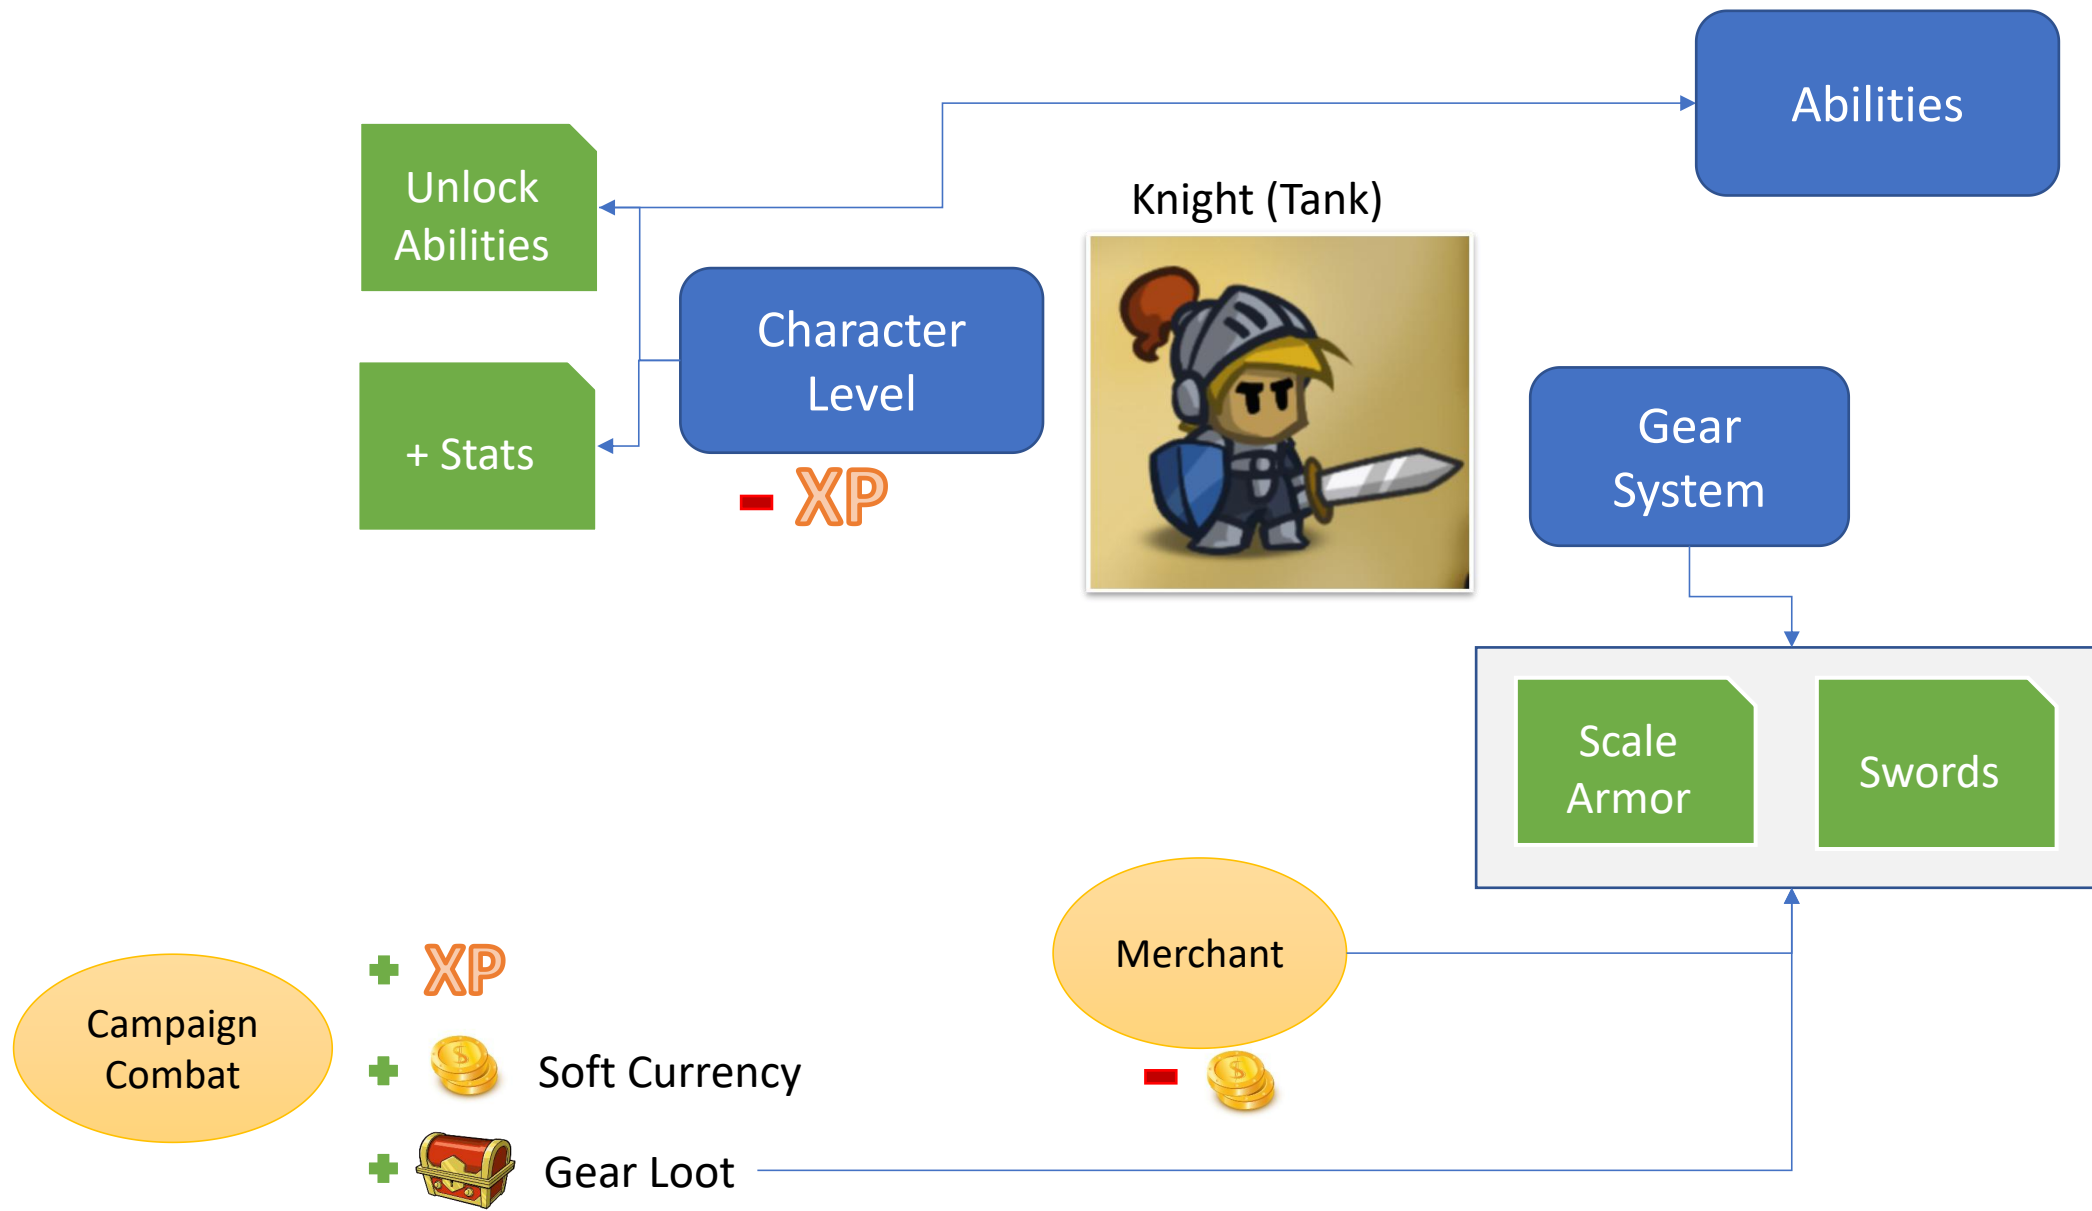 Abilities
Unlock
Abilities
Knight (Tank)
Character
Level
+ Stats
- XP
Gear
System
Scale
Armor
Swords
Merchant
-
Campaign
Combat
+ XP
+ Soft Currency
+ Gear Loot